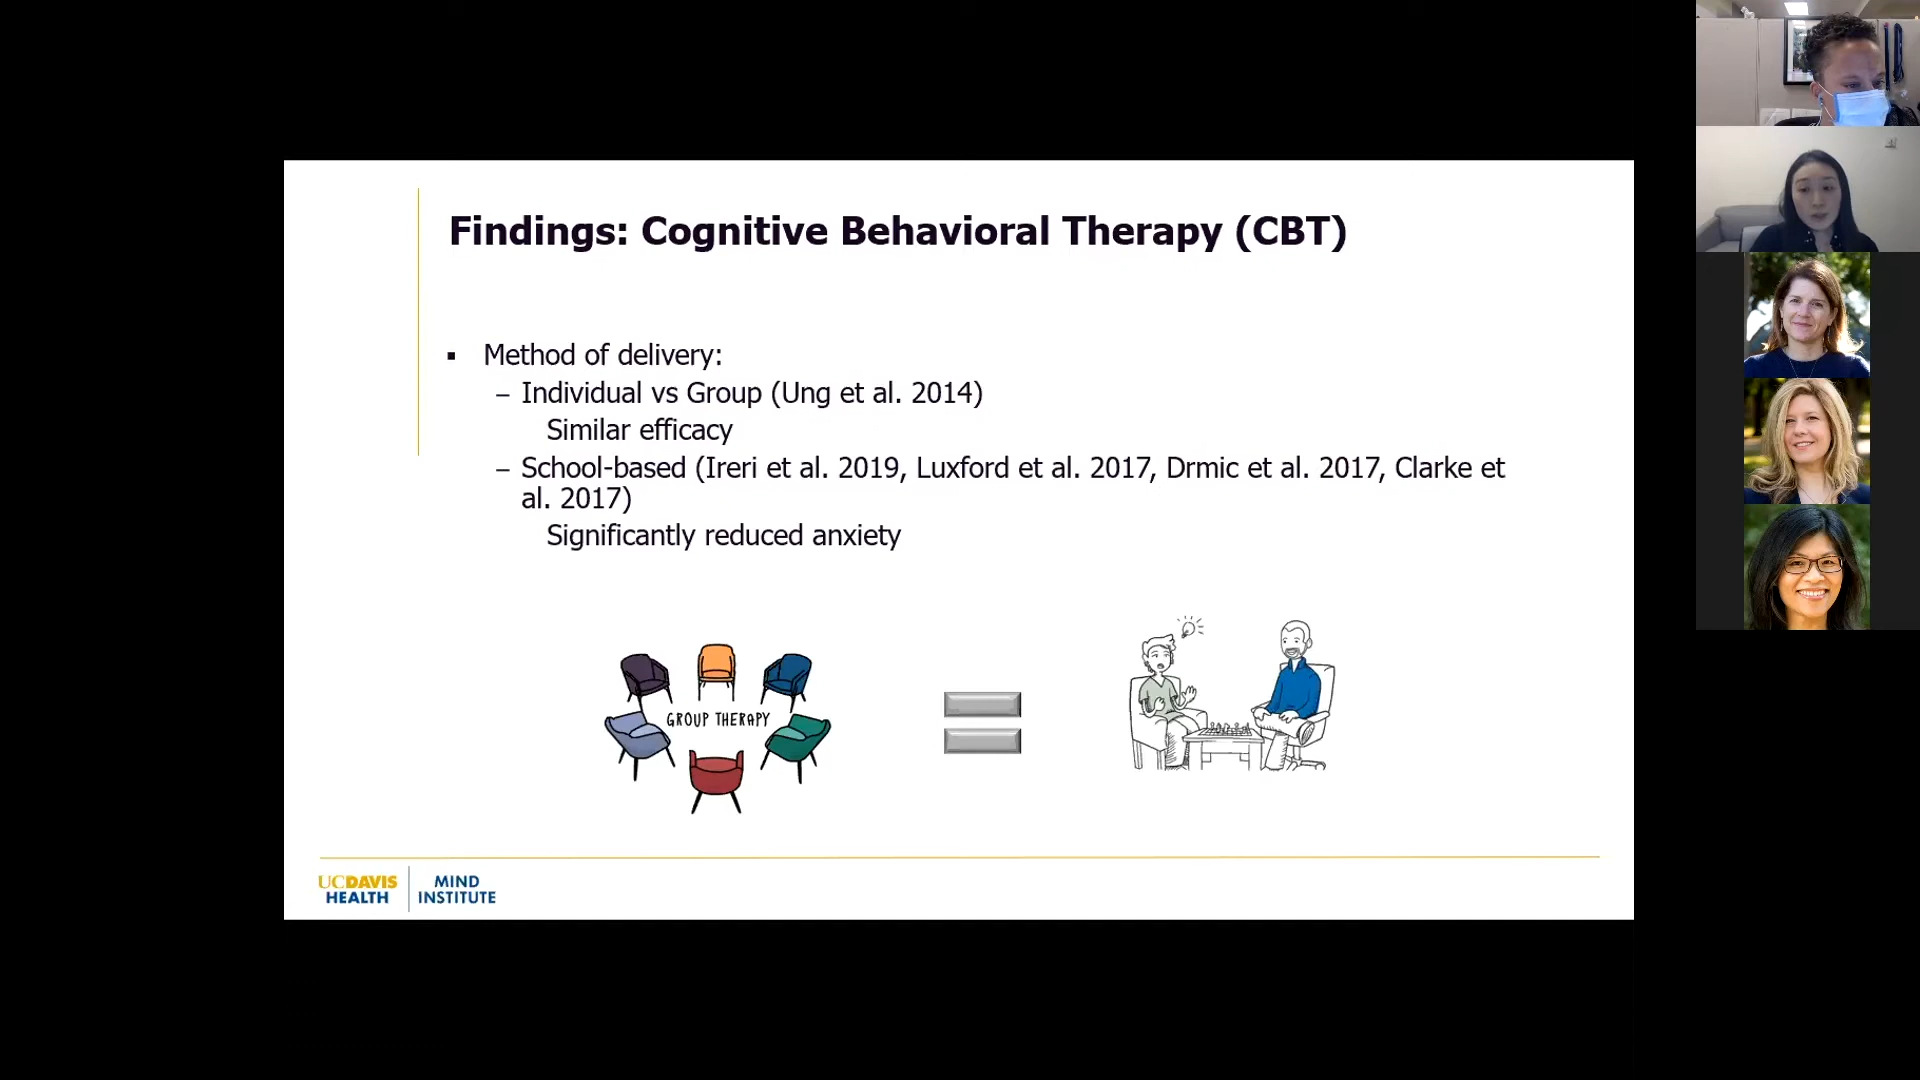 Findings: Cognitive Behavioral Therapy (CBT)
▪ Method of delivery:
– Individual vs Group (Ung et al. 2014)
Similar efficacy
– School-based (Ireri et al. 2019, Luxford et al. 2017, Drmic et al. 2017, Clarke et
al. 2017)
Significantly reduced anxiety
GROUP THERAPY
UCDAVIS
HEALTH
MIND
INSTITUTE